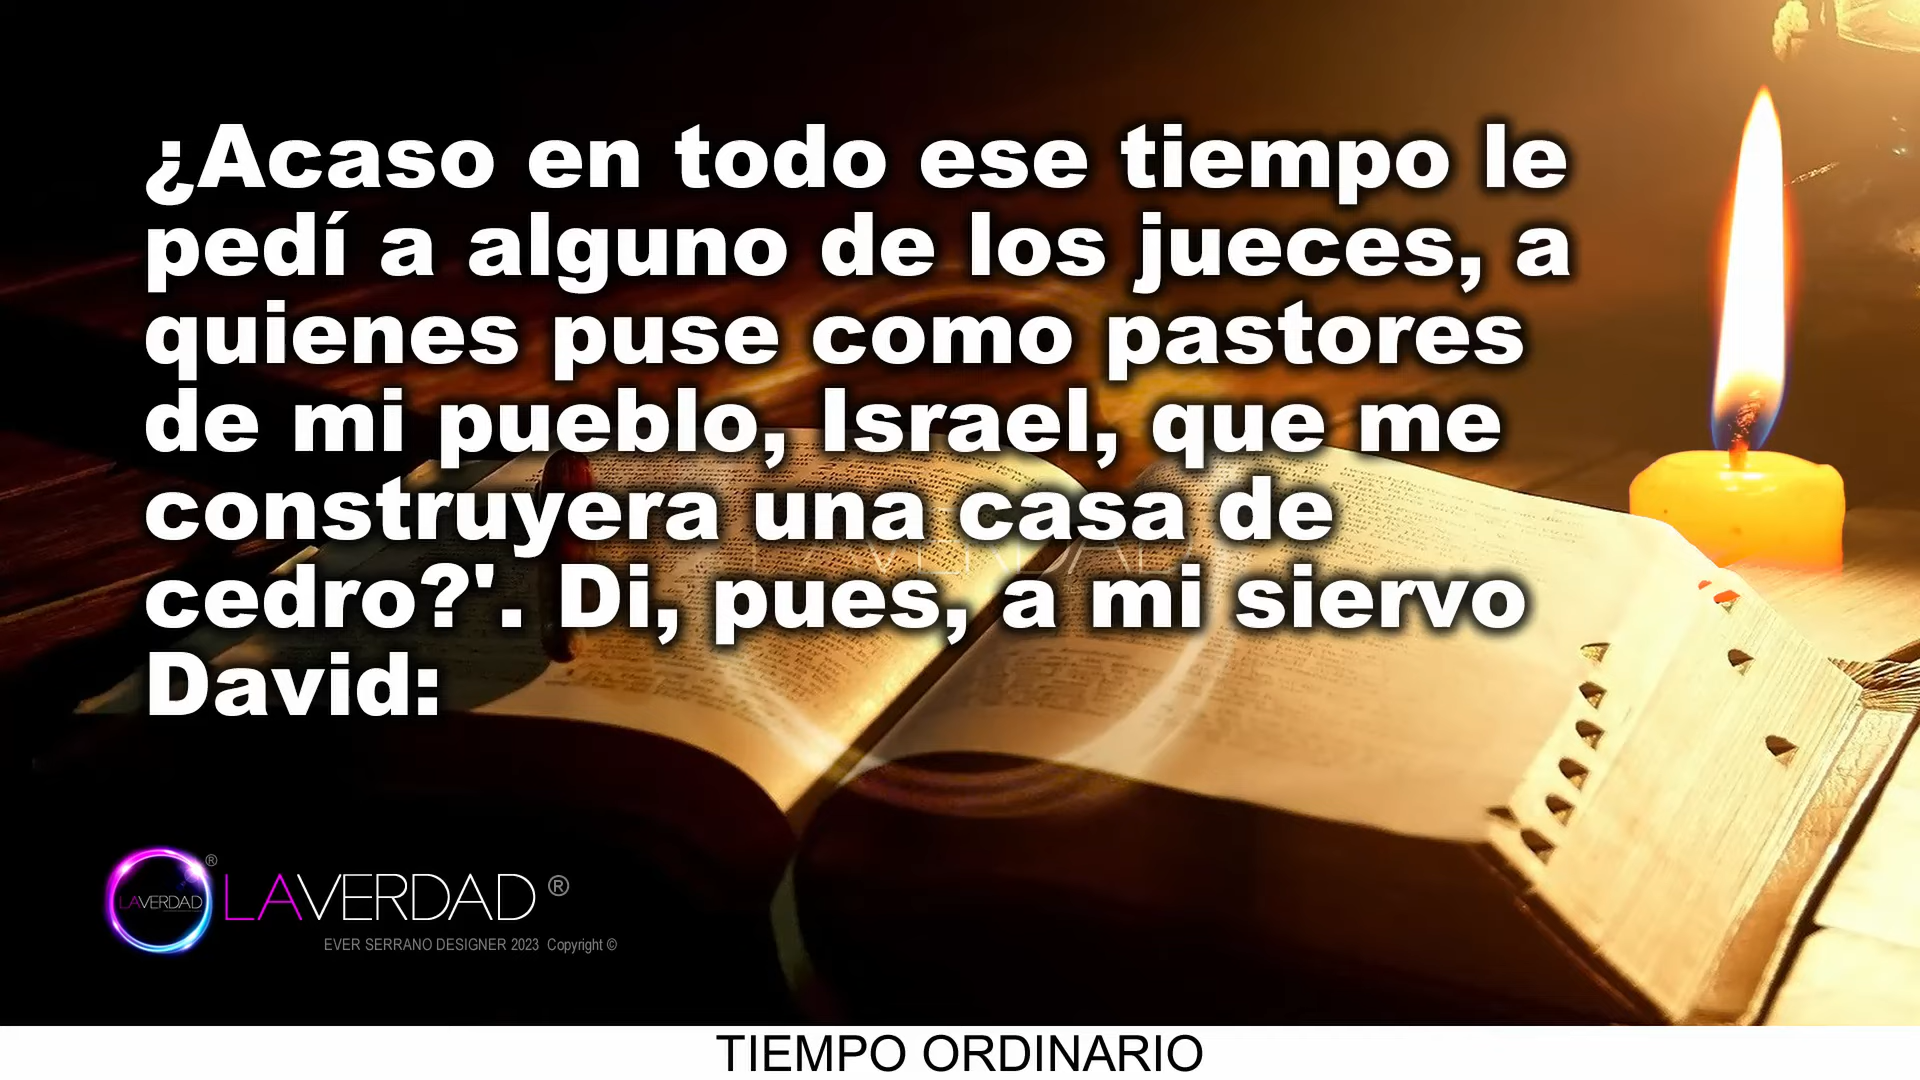 ¿Acaso en todo ese tiempo le
pedí a alguno de los jueces, a
quienes puse como pastores
de mi pueblo, Israel, que me
construyera una casa de
cedro?'. Di, pues, a mi siervo
David:
LAVERDAD
LAVERDAD ®
®
LAVERDAD
EVER SERRANO DESIGNER 2023 Copyright ©
TIEMPO ORDINARIO